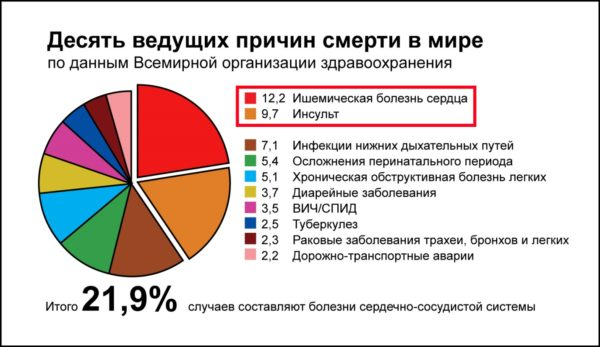 Десять ведущих причин смерти в мире
по данным Всемирной организации здравоохранения
12,2 Ишемическая болезнь сердца
9,7 Инсульт
7,1 Инфекции нижних дыхательных путей
5,4 Осложнения перинатального периода
5,1 Хроническая обструктивная болезнь легких
3,7 Диарейные заболевания
3,5 ВИЧ/СПИД
2,5 Туберкулез
2,3 Раковые заболевания трахеи, бронхов и легких
2,2 Дорожно-транспортные аварии
Итого 21,9% случаев составляют болезни сердечно-сосудистой системы